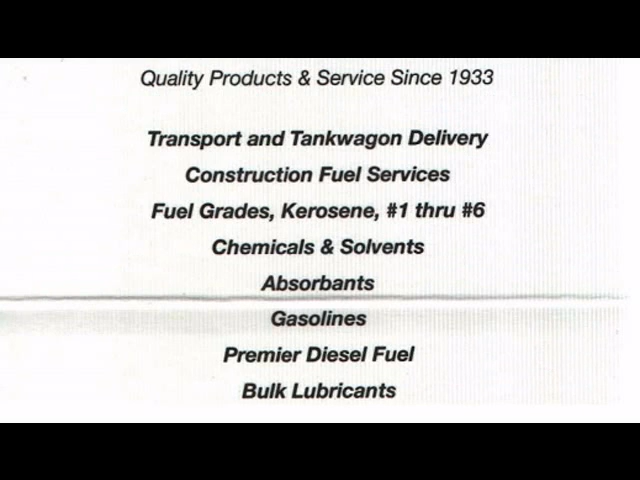 Quality Products & Service Since 1933
Transport and Tankwagon Delivery
Construction Fuel Services
Fuel Grades, Kerosene, #1 thru #6
Chemicals & Solvents
Absorbants
Gasolines
Premier Diesel Fuel
Bulk Lubricants